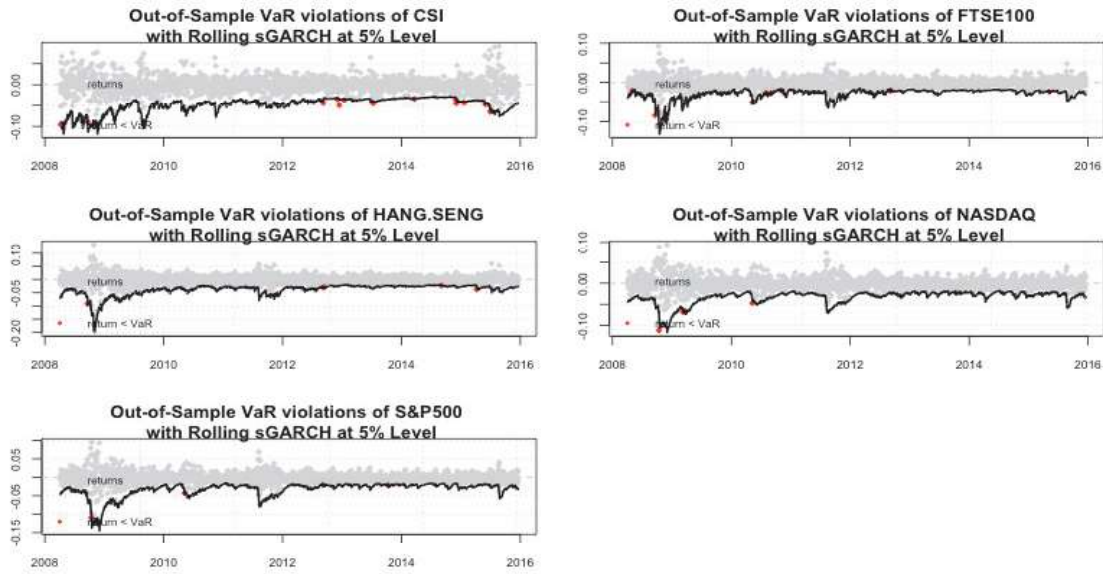 Out-of-Sample VaR violations of CSI
with Rolling sGARCH at 5% Level
0.00
-0.10
returns
return < VaR
2008 2010 2012 2014 2016
Out-of-Sample VaR violations of FTSE100
with Rolling sGARCH at 5% Level
0.10
0.00
-0.10
returns
return < VaR
2008 2010 2012 2014 2016
Out-of-Sample VaR violations of HANG.SENG
with Rolling sGARCH at 5% Level
0.10
-0.05
-0.20
returns
return < VaR
2008 2010 2012 2014 2016
Out-of-Sample VaR violations of NASDAQ
with Rolling sGARCH at 5% Level
0.10
0.00
-0.10
returns
return < VaR
2008 2010 2012 2014 2016
Out-of-Sample VaR violations of S&P500
with Rolling sGARCH at 5% Level
0.05
-0.05
-0.15
returns
return < VaR
2008 2010 2012 2014 2016